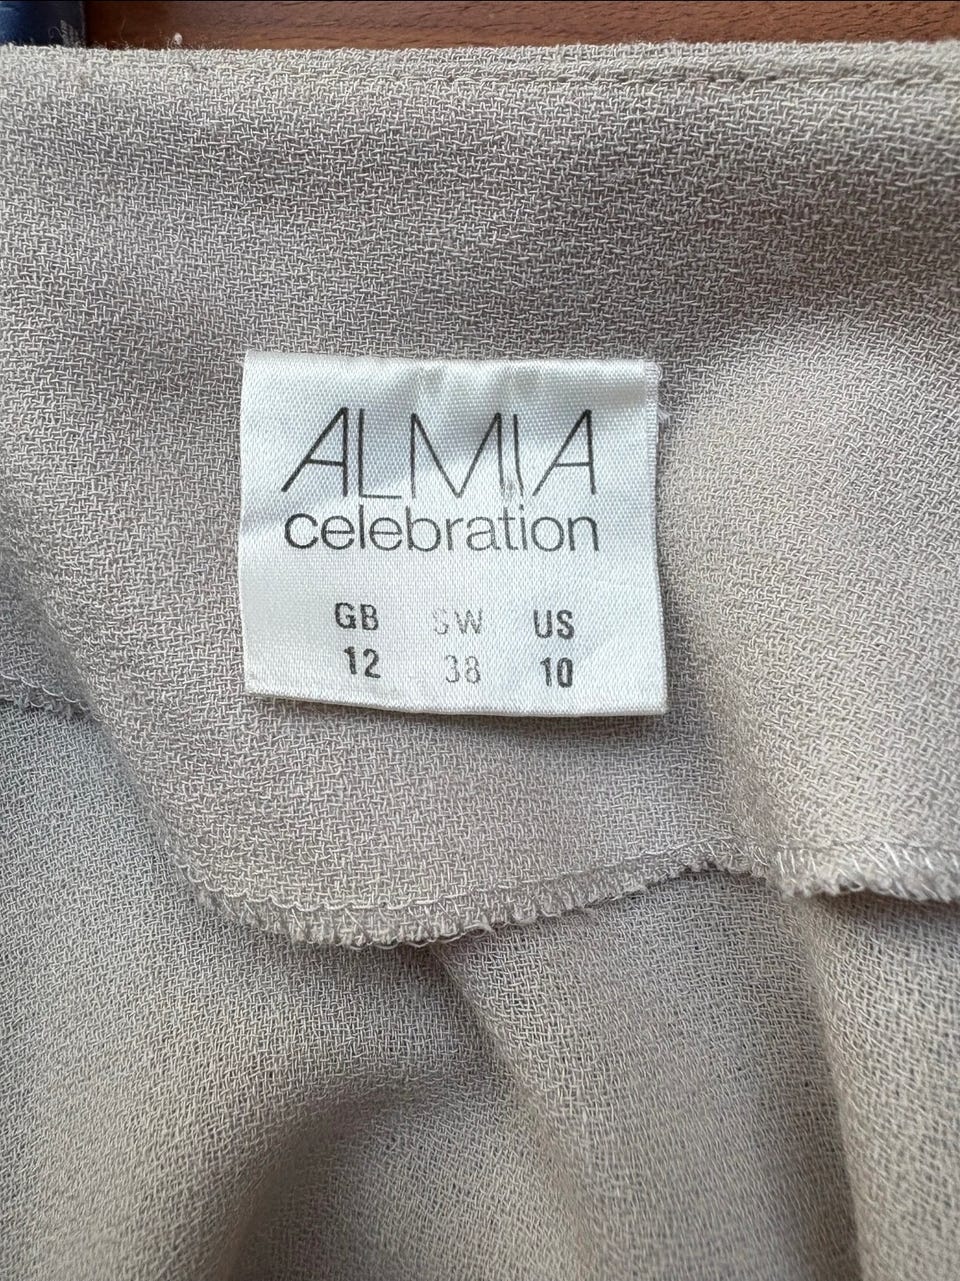 ALMIA
celebration
GB SW US
12 38 10